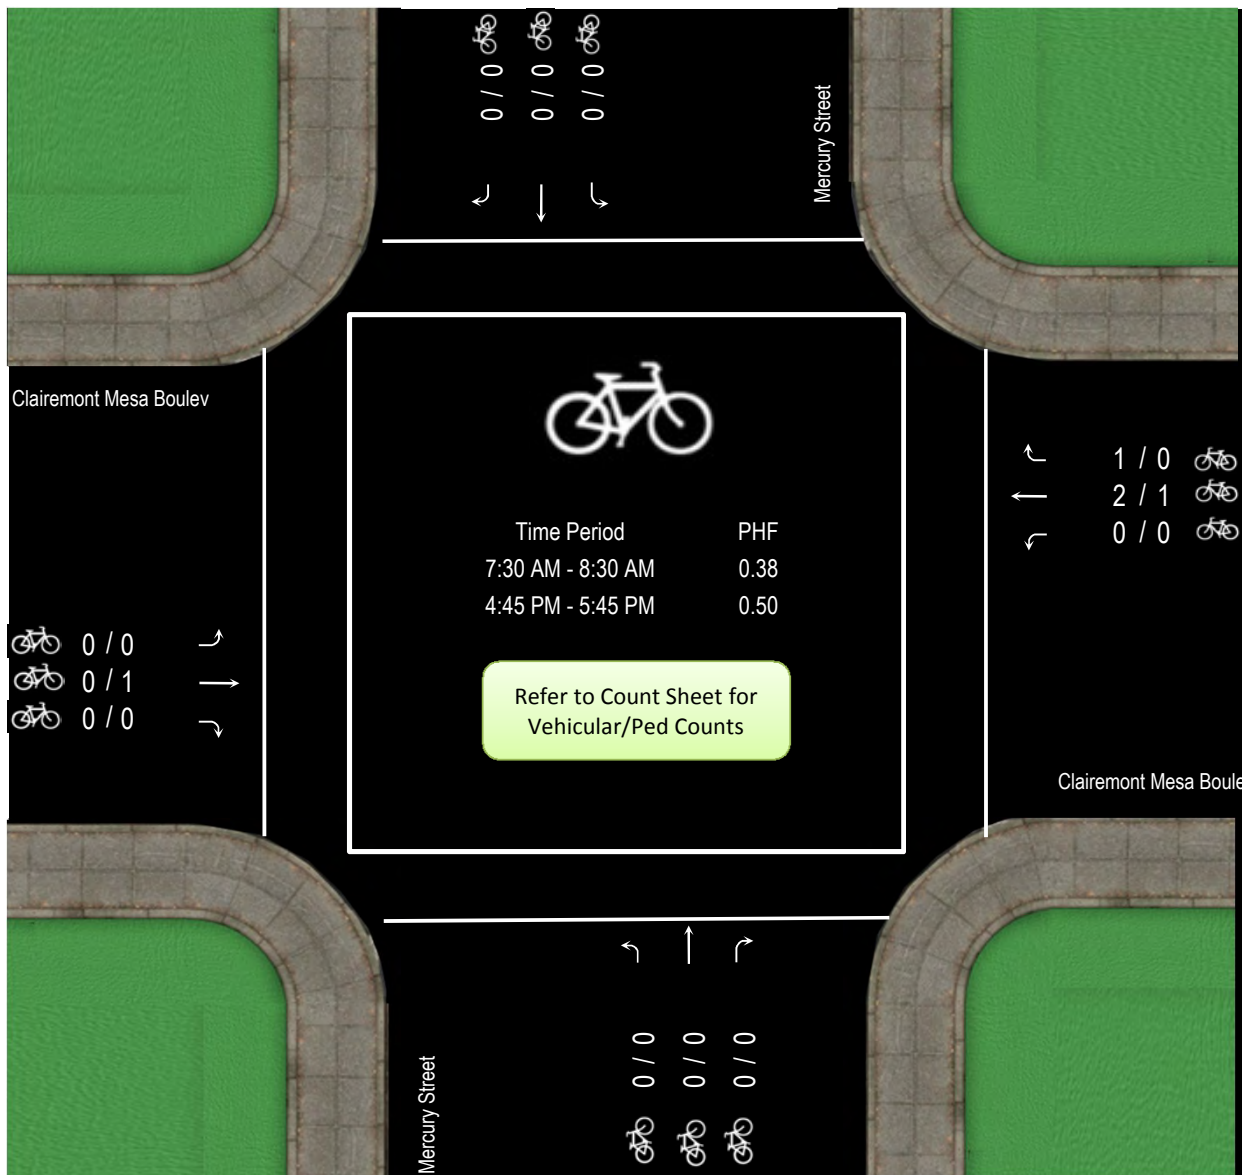 0 / 0
0 / 0
0 / 0
Mercury Street
Clairemont Mesa Boulev
1 / 0
2 / 1
0 / 0
Time Period PHF
7:30 AM - 8:30 AM 0.38
4:45 PM - 5:45 PM 0.50
0 / 0
0 / 1
0 / 0
Refer to Count Sheet for
Vehicular/Ped Counts
Clairemont Mesa Boule
Mercury Street
0 / 0
0 / 0
0 / 0